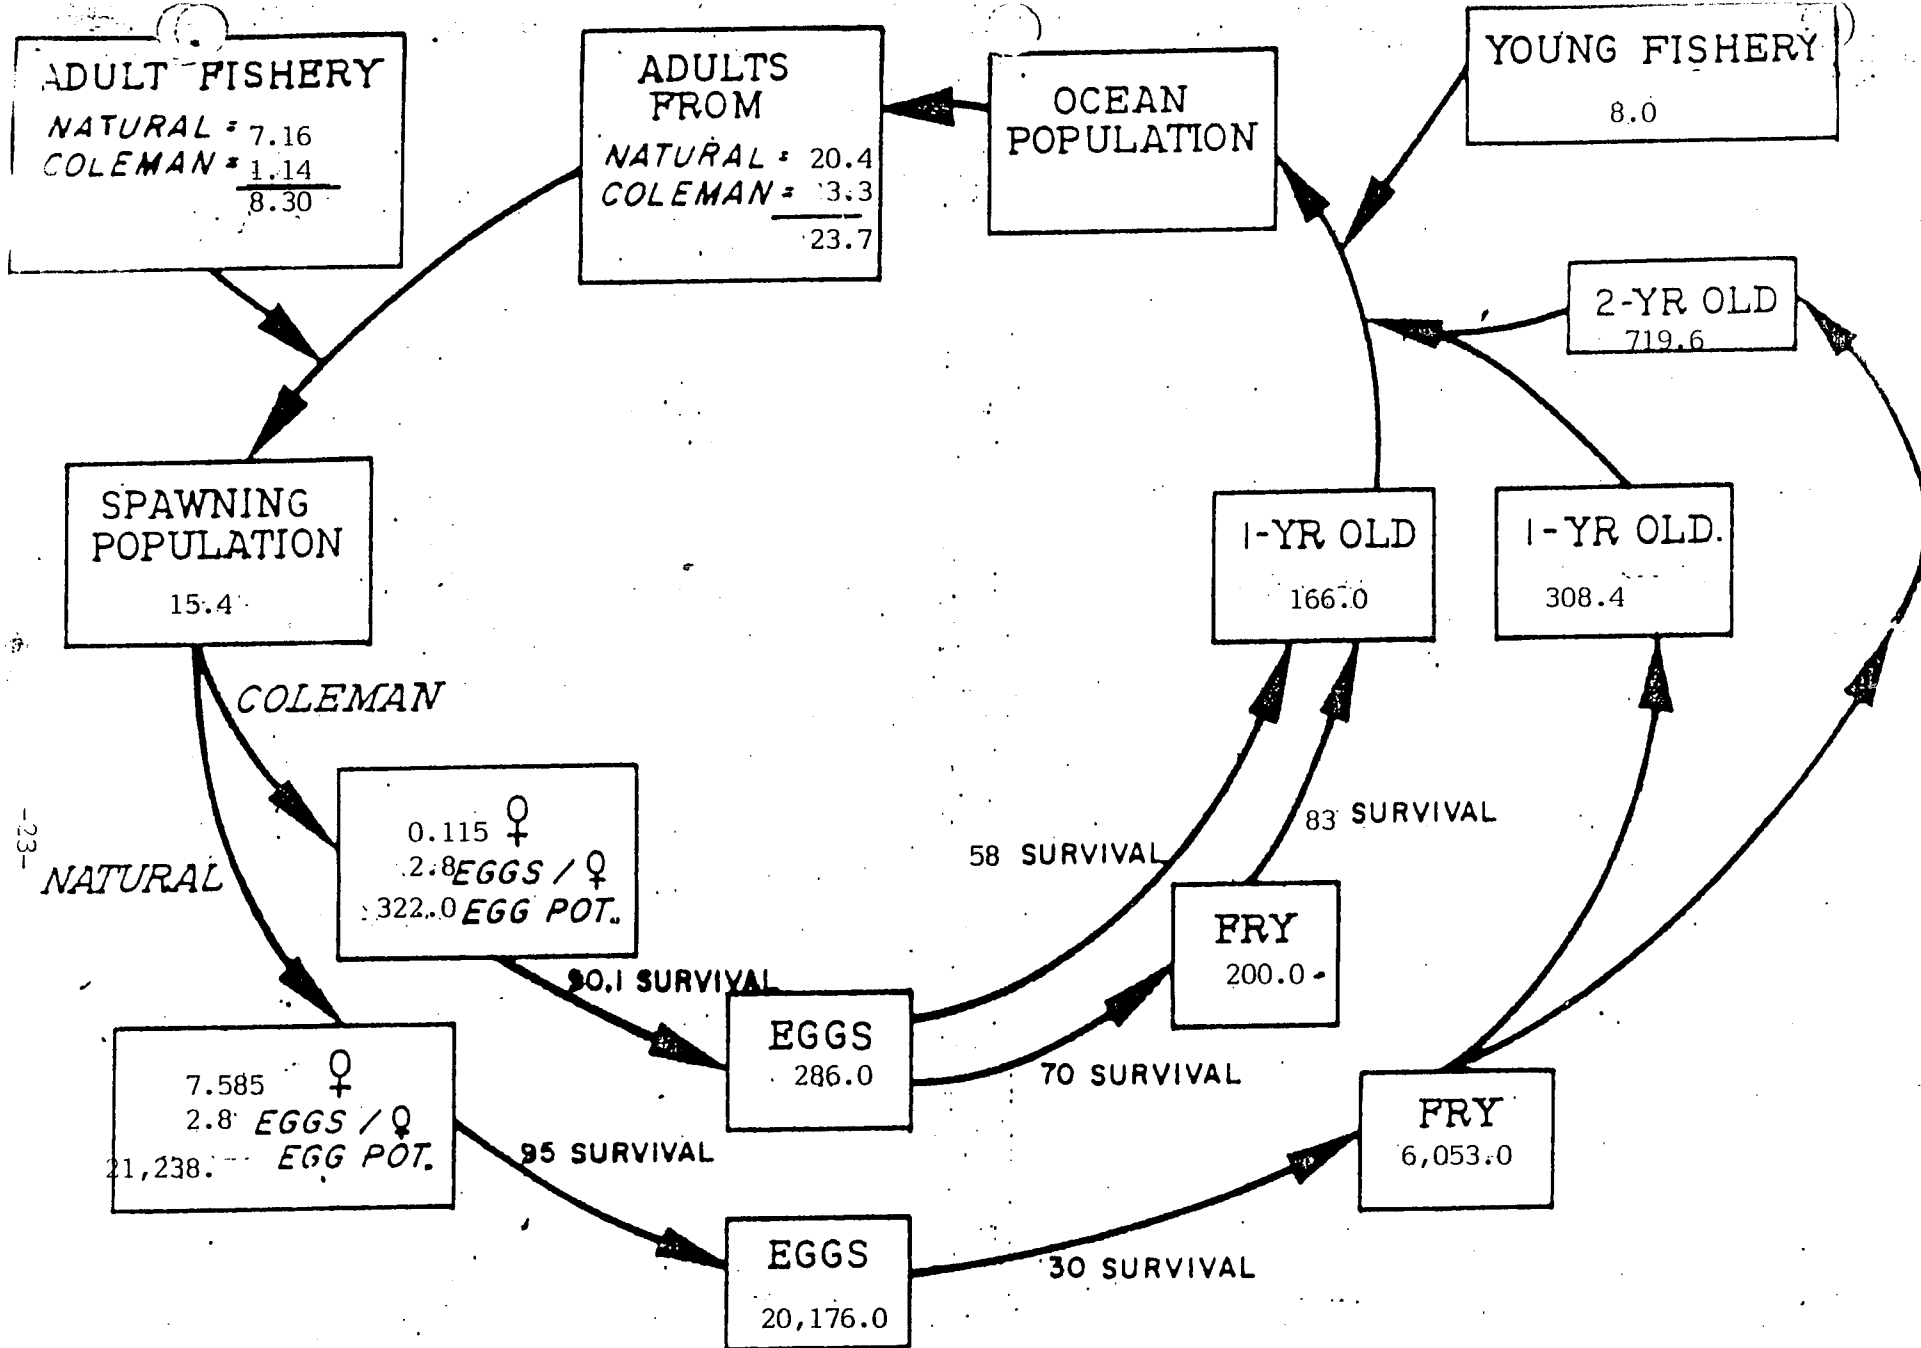 ADULT FISHERY
NATURAL = 7.16
COLEMAN = 1.14
8.30
ADULTS
FROM
NATURAL = 20.4
COLEMAN = 3.3
23.7
OCEAN
POPULATION
YOUNG FISHERY
8.0
2-YR OLD
719.6
SPAWNING
POPULATION
15.4
1-YR OLD
166.0
1-YR OLD.
308.4
COLEMAN
NATURAL
0.115 ♀
2.8 EGGS / ♀
322.0 EGG POT.
58 SURVIVAL
83 SURVIVAL
FRY
200.0
90.1 SURVIVAL
EGGS
286.0
70 SURVIVAL
7.585 ♀
2.8 EGGS / ♀
21,238. EGG POT.
95 SURVIVAL
FRY
6,053.0
EGGS
20,176.0
30 SURVIVAL
-23-